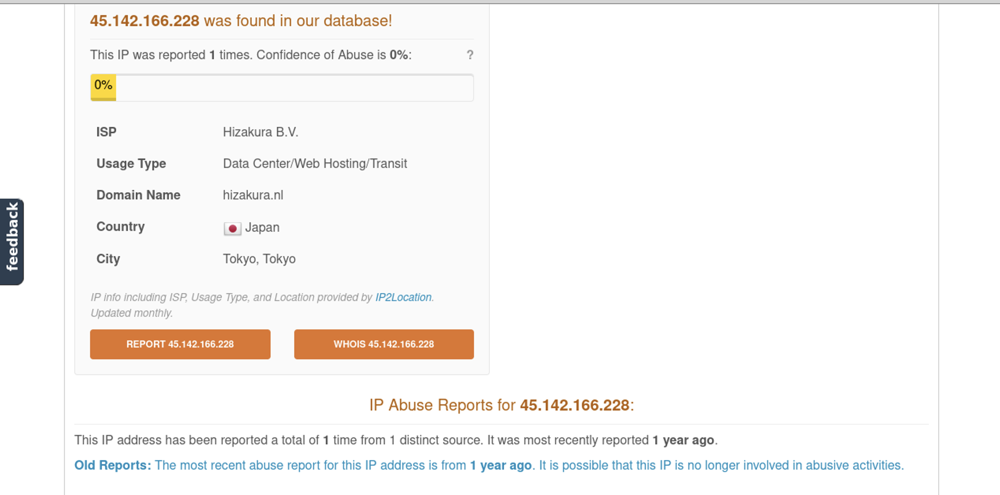 45.142.166.228 was found in our database!
This IP was reported 1 times. Confidence of Abuse is 0%: ?
0%
ISP Hizakura B.V.
Usage Type Data Center/Web Hosting/Transit
Domain Name hizakura.nl
Country Japan
City Tokyo, Tokyo
IP info including ISP, Usage Type, and Location provided by IP2Location.
Updated monthly.
REPORT 45.142.166.228 WHOIS 45.142.166.228
feedback
IP Abuse Reports for 45.142.166.228:
This IP address has been reported a total of 1 time from 1 distinct source. It was most recently reported 1 year ago.
Old Reports: The most recent abuse report for this IP address is from 1 year ago. It is possible that this IP is no longer involved in abusive activities.